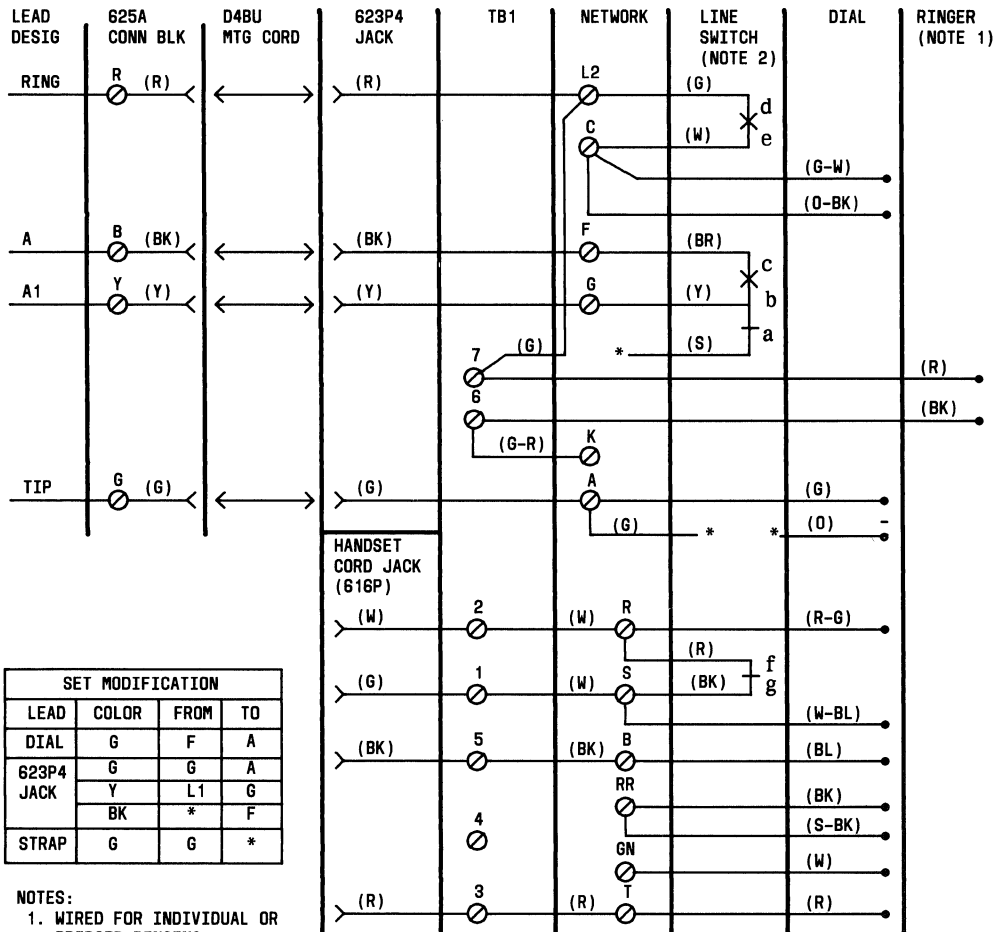 LEAD DESIG
625A CONN BLK
D4BU MTG CORD
623P4 JACK
TB1
NETWORK
LINE SWITCH (NOTE 2)
DIAL
RINGER (NOTE 1)
RING R (R) (R) L2 (G) d
C (W) e
(G-W)
(O-BK)
A B (BK) (BK) F (BR) c
A1 Y (Y) (Y) G (Y) b
a
7 (G) * (S)
(R)
6 (BK)
(G-R) K
TIP G (G) (G) A (G)
(G) * * (O)
HANDSET CORD JACK (616P)
(W) 2 (W) R (R-G)
(R) f
(G) 1 (W) S (BK) g
(W-BL)
(BK) 5 (BK) B (BL)
RR (BK)
4 (S-BK)
GN (W)
(R) 3 (R) T (R)
SET MODIFICATION
LEAD COLOR FROM TO
DIAL G F A
623P4 JACK G G A
Y L1 G
BK * F
STRAP G G *
NOTES:
1. WIRED FOR INDIVIDUAL OR